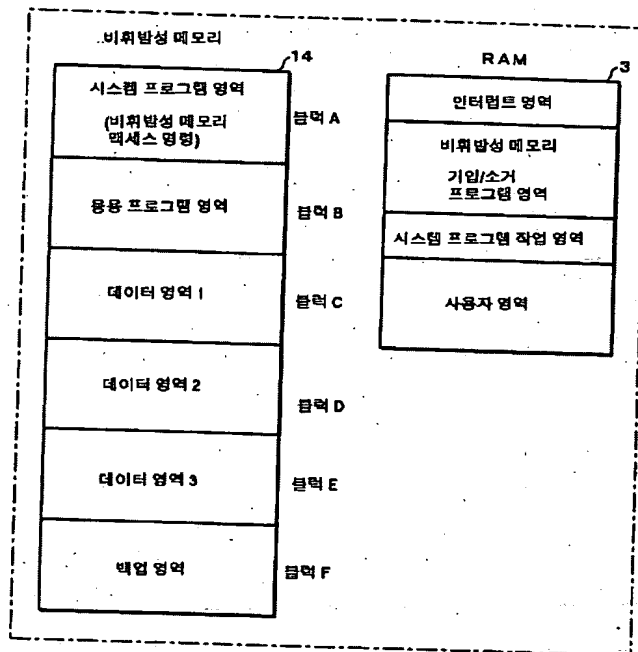 비휘발성 메모리
14
시스템 프로그램 영역
(비휘발성 메모리
액세스 명령)
블럭 A
응용 프로그램 영역
블럭 B
데이터 영역 1
블럭 C
데이터 영역 2
블럭 D
데이터 영역 3
블럭 E
백업 영역
블럭 F
RAM
3
인터럽트 영역
비휘발성 메모리
기입/소거
프로그램 영역
시스템 프로그램 작업 영역
사용자 영역